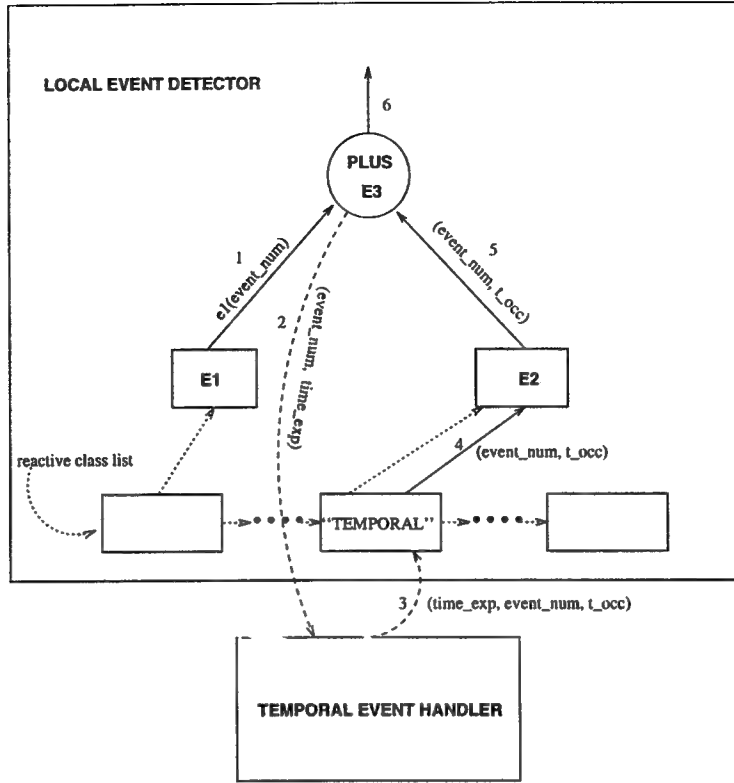 LOCAL EVENT DETECTOR
6
PLUS
E3
1
e1(event_num)
5
(event_num, t_occ)
2
(event_num, time_exp)
E1
E2
4
(event_num, t_occ)
reactive class list
"TEMPORAL"
3 (time_exp, event_num, t_occ)
TEMPORAL EVENT HANDLER